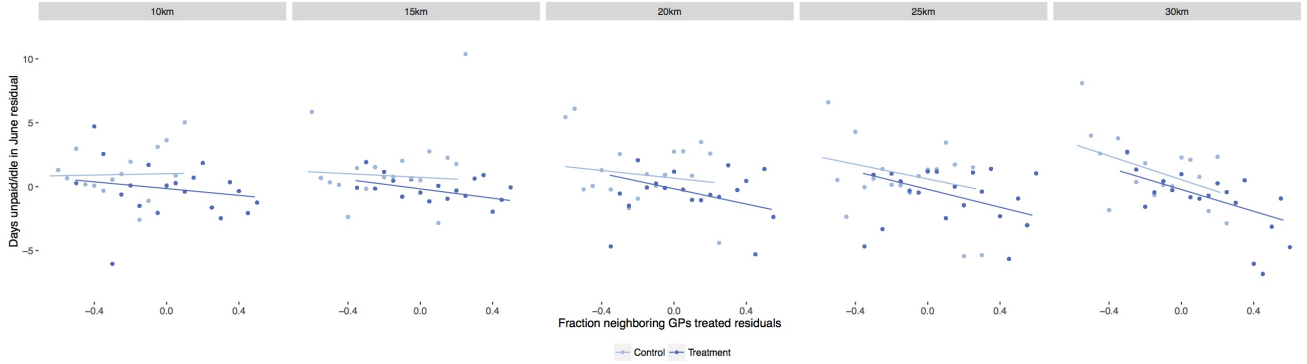 10km 15km 20km 25km 30km
Days unpaid/idle in June residual
10
5
0
−5
−0.4 0.0 0.4 −0.4 0.0 0.4 −0.4 0.0 0.4 −0.4 0.0 0.4 −0.4 0.0 0.4
Fraction neighboring GPs treated residuals
Control Treatment